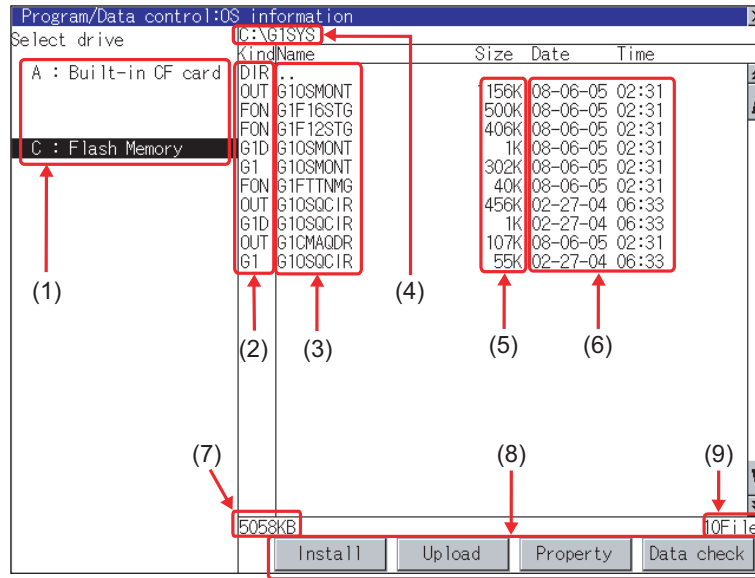 Program/Data control:OS information
Select drive
C:\G1SYS
Kind Name Size Date Time
A : Built-in CF card
C : Flash Memory
DIR ..
OUT G1OSMONT 156K 08-06-05 02:31
FON G1F16STG 500K 08-06-05 02:31
FON G1F12STG 406K 08-06-05 02:31
G1D G1OSMONT 1K 08-06-05 02:31
G1 G1OSMONT 302K 08-06-05 02:31
FON G1FTTNMG 40K 08-06-05 02:31
OUT G1OSQCIR 456K 02-27-04 06:33
G1D G1OSQCIR 1K 02-27-04 06:33
OUT G1CMAQDR 107K 08-06-05 02:31
G1 G1OSQCIR 55K 02-27-04 06:33
(1)
(2)
(3)
(4)
(5)
(6)
(7)
(8)
(9)
5058KB
10File
Install Upload Property Data check